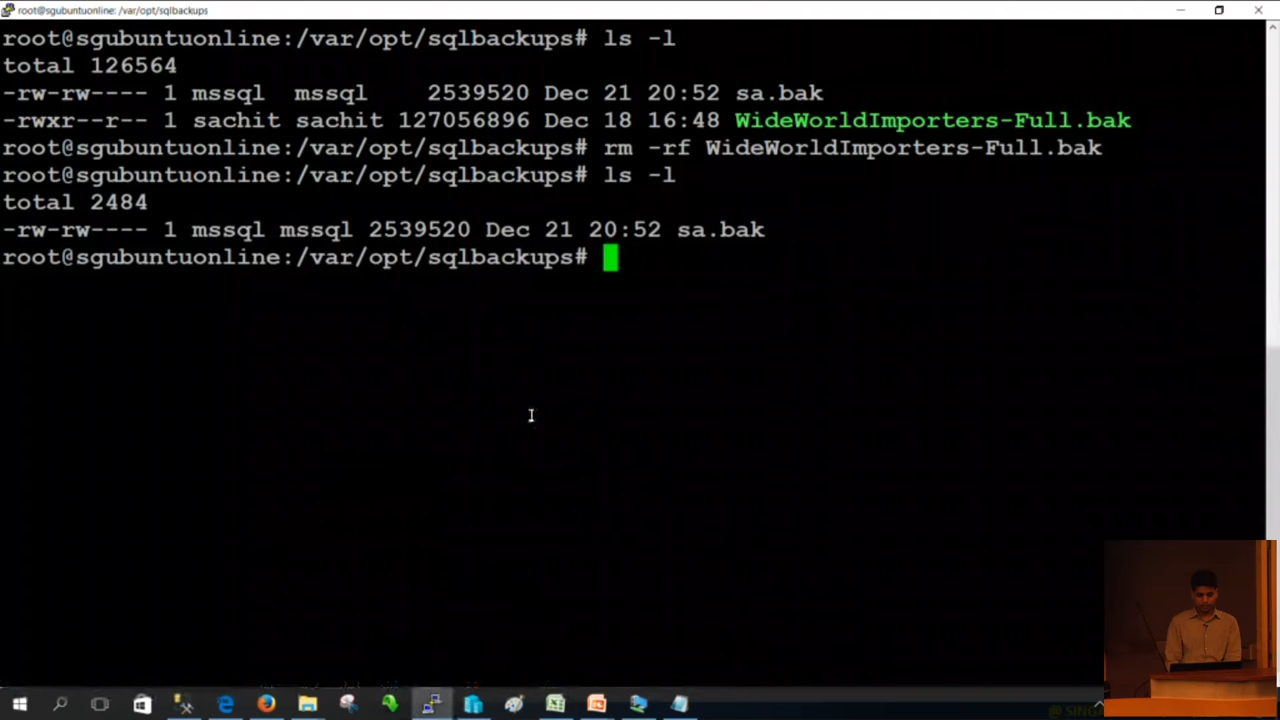 root@sgubuntuonline: /var/opt/sqlbackups
root@sgubuntuonline:/var/opt/sqlbackups# ls -l
total 126564
-rw-rw---- 1 mssql  mssql    2539520 Dec 21 20:52 sa.bak
-rwxr--r-- 1 sachit sachit 127056896 Dec 18 16:48 WideWorldImporters-Full.bak
root@sgubuntuonline:/var/opt/sqlbackups# rm -rf WideWorldImporters-Full.bak
root@sgubuntuonline:/var/opt/sqlbackups# ls -l
total 2484
-rw-rw---- 1 mssql mssql 2539520 Dec 21 20:52 sa.bak
root@sgubuntuonline:/var/opt/sqlbackups#